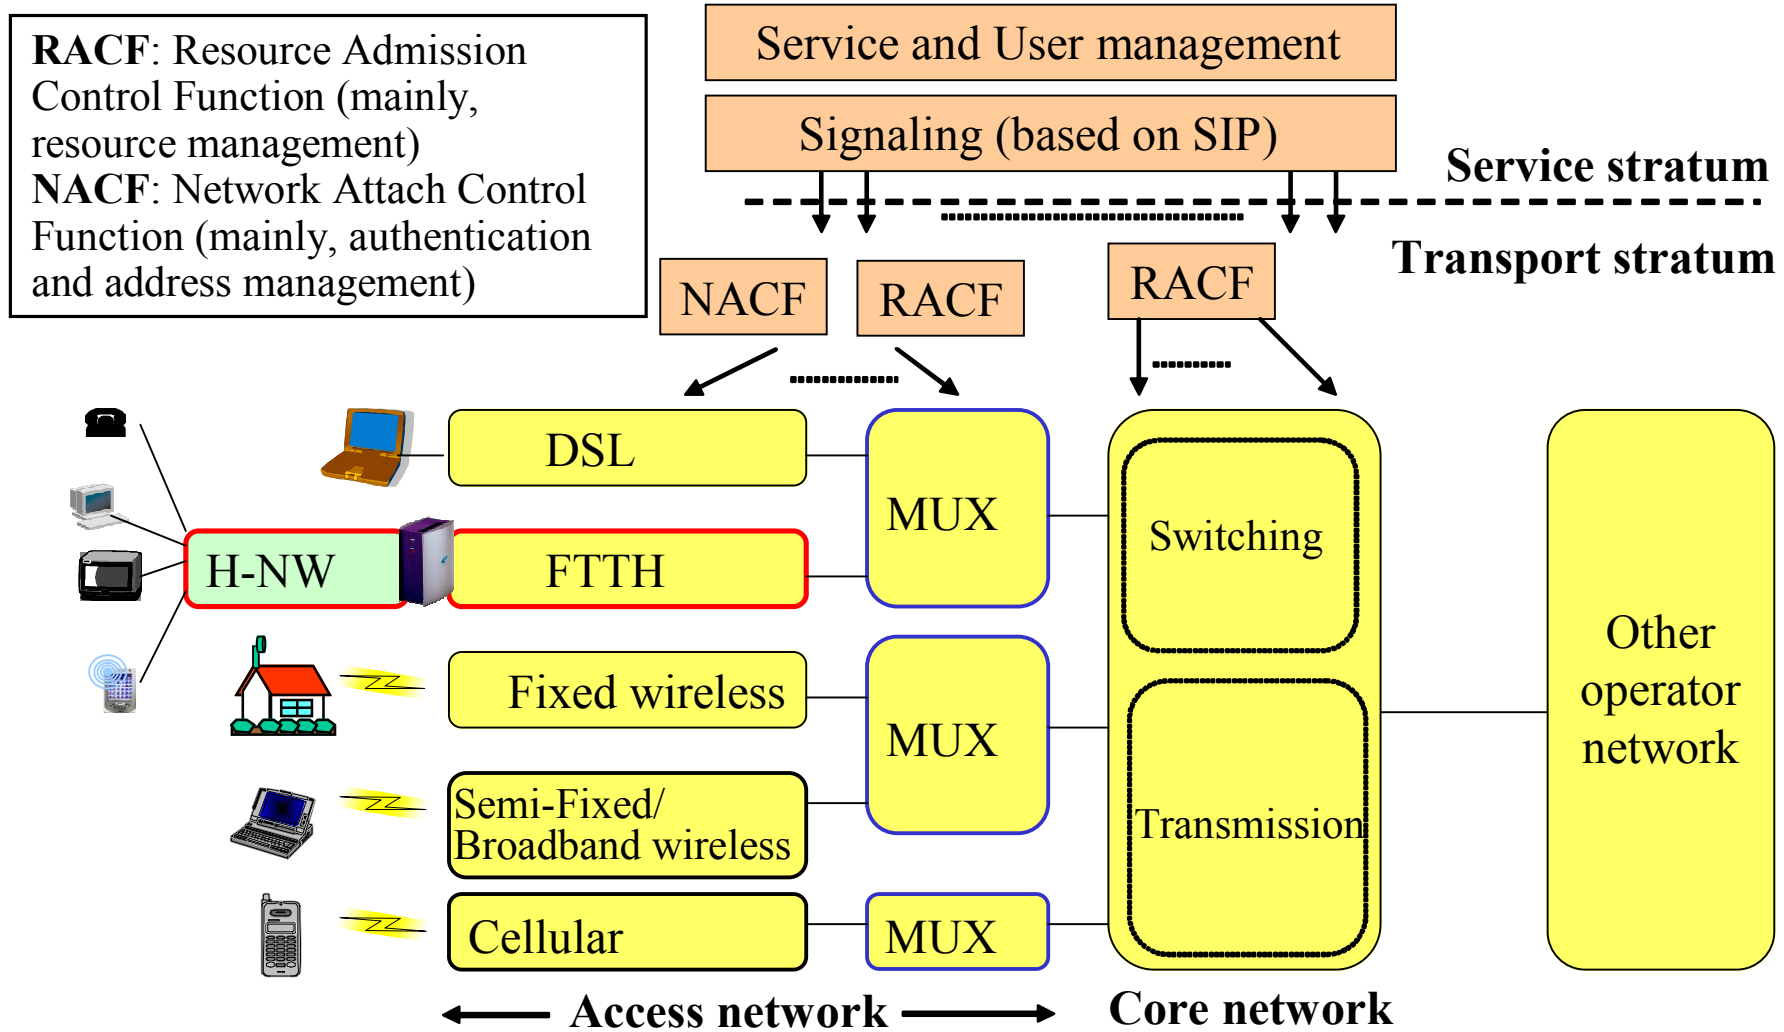 RACF: Resource Admission
Control Function (mainly,
resource management)
NACF: Network Attach Control
Function (mainly, authentication
and address management)
Service and User management
Signaling (based on SIP)
Service stratum
Transport stratum
NACF
RACF
RACF
DSL
MUX
Switching
H-NW
FTTH
Fixed wireless
MUX
Semi-Fixed/
Broadband wireless
Transmission
Cellular
MUX
Other
operator
network
Access network
Core network